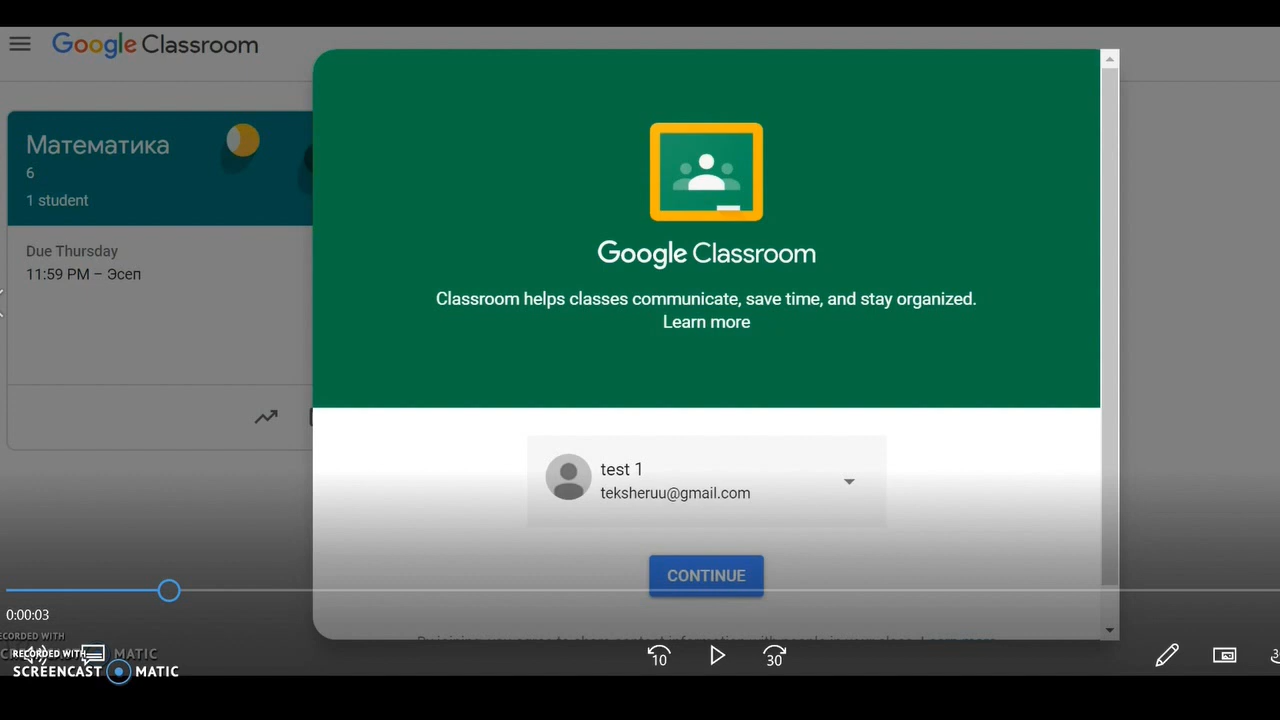 Google Classroom
Математика
6
1 student
Due Thursday
11:59 PM – Эсеп
Google Classroom
Classroom helps classes communicate, save time, and stay organized.
Learn more
test 1
teksheruu@gmail.com
CONTINUE
0:00:03
10
30
RECORDED WITH
SCREENCAST MATIC